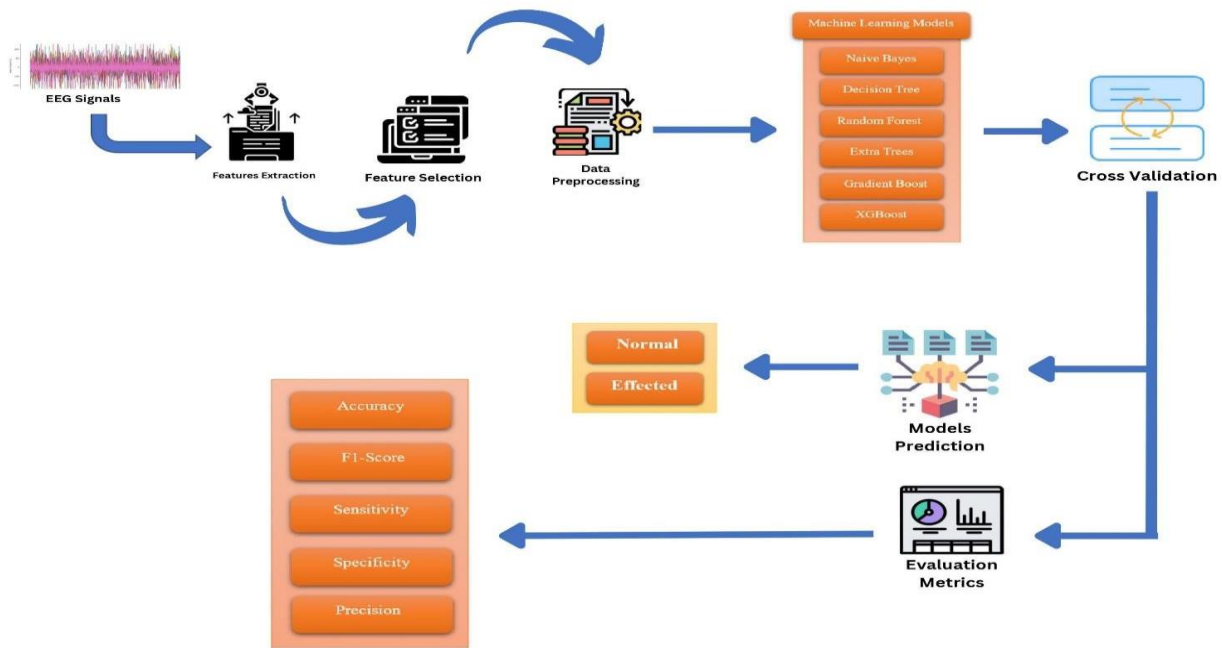 EEG Signals
Features Extraction
Feature Selection
Data
Preprocessing
Machine Learning Models
Naive Bayes
Decision Tree
Random Forest
Extra Trees
Gradient Boost
XGBoost
Cross Validation
Normal
Effected
Models
Prediction
Accuracy
F1-Score
Sensitivity
Specificity
Precision
Evaluation
Metrics